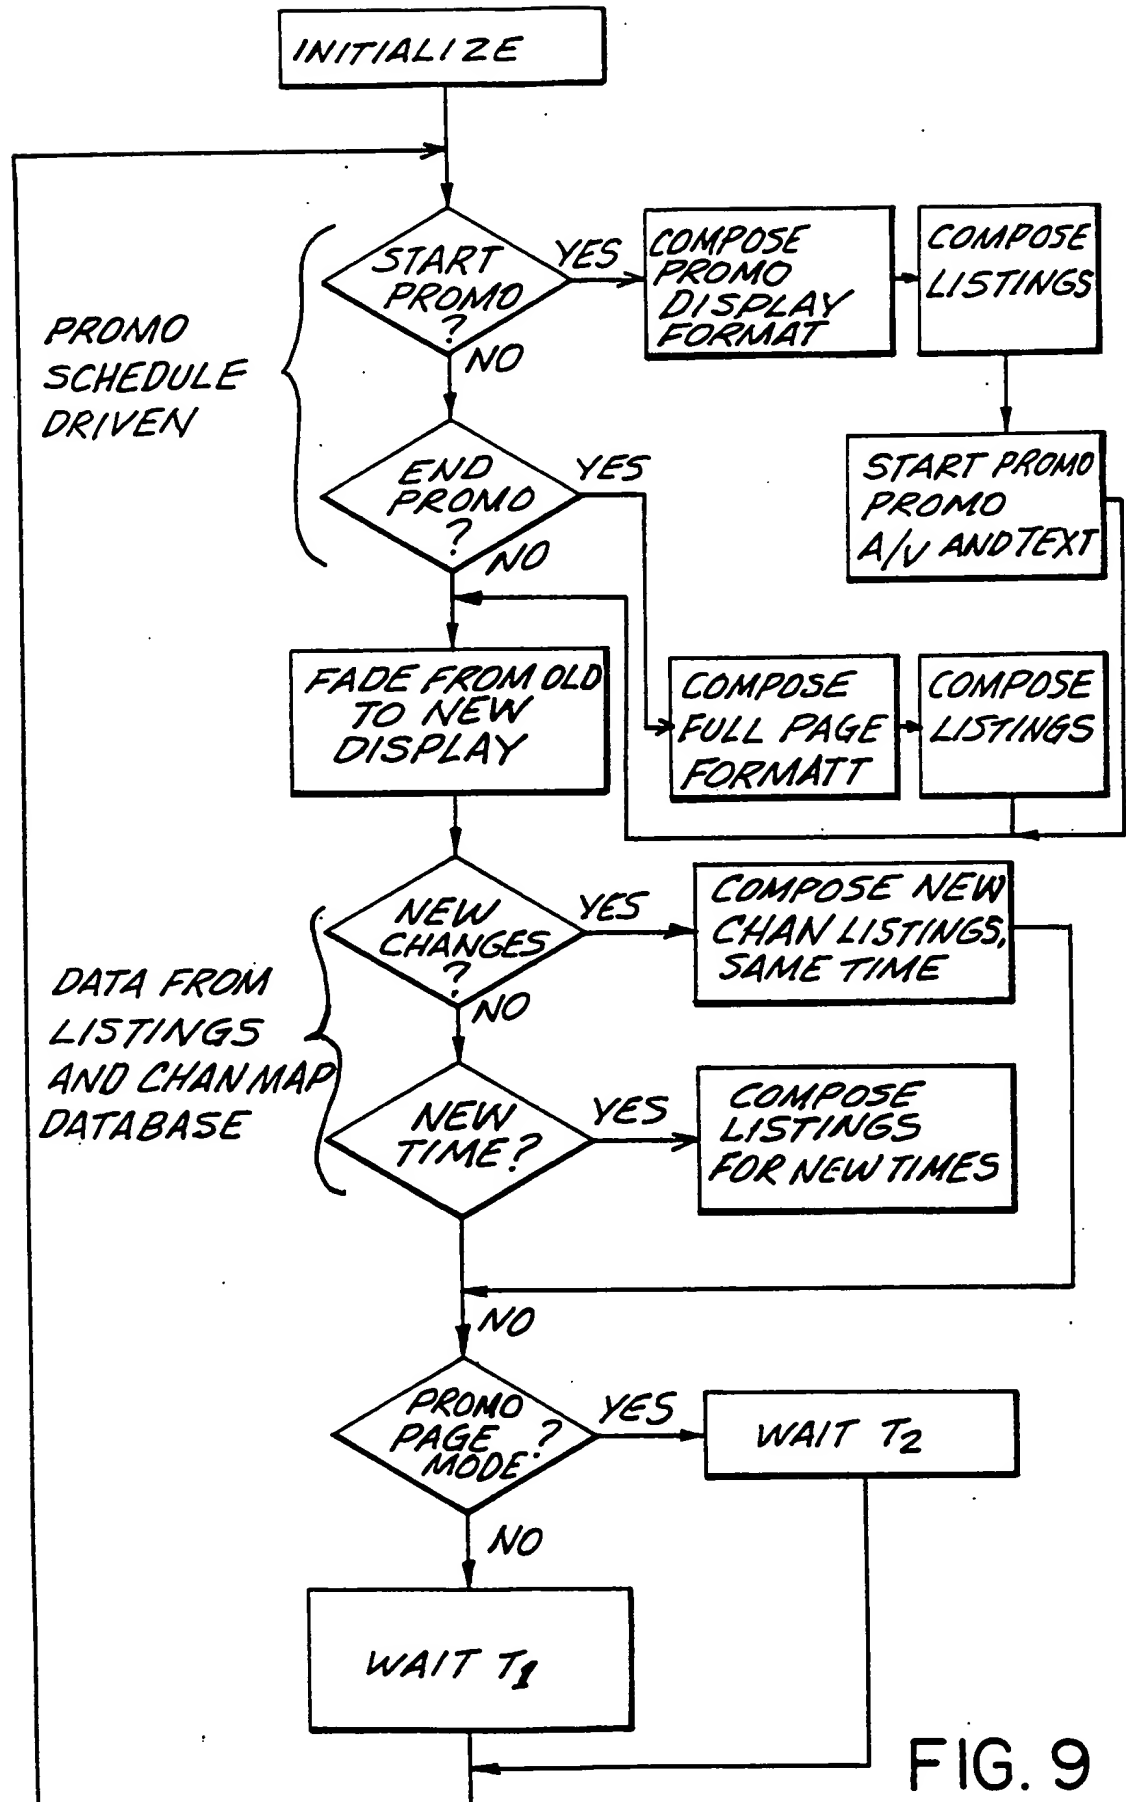 INITIALIZE
START
PROMO
?
YES
COMPOSE
PROMO
DISPLAY
FORMAT
COMPOSE
LISTINGS
PROMO
SCHEDULE
DRIVEN
NO
START PROMO
PROMO
A/V AND TEXT
END
PROMO
?
YES
NO
FADE FROM OLD
TO NEW
DISPLAY
COMPOSE
FULL PAGE
FORMATT
COMPOSE
LISTINGS
NEW
CHANGES
?
YES
COMPOSE NEW
CHAN LISTINGS,
SAME TIME
DATA FROM
LISTINGS
AND CHAN MAP
DATABASE
NO
NEW
TIME?
YES
COMPOSE
LISTINGS
FOR NEW TIMES
NO
PROMO
PAGE ?
MODE
YES
WAIT T2
NO
WAIT T1
FIG. 9